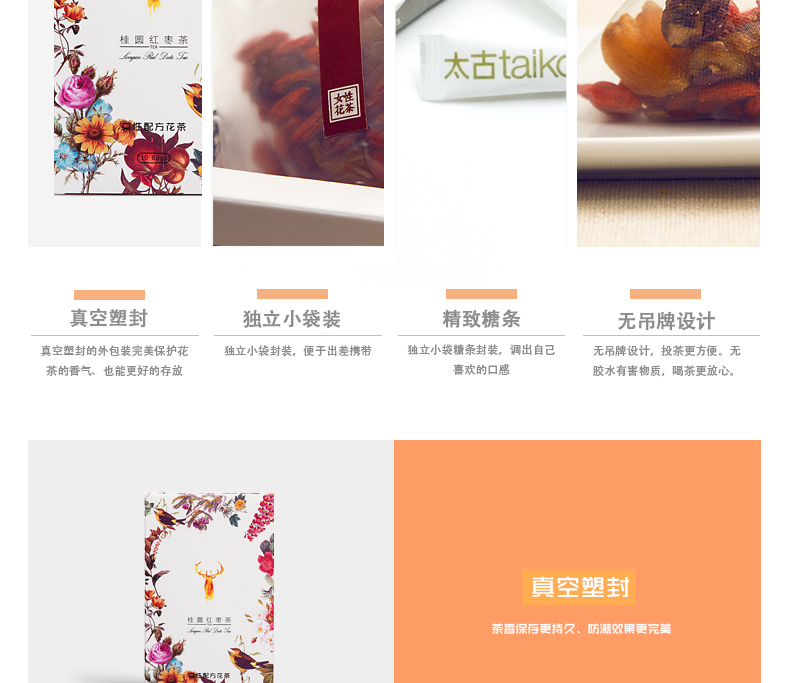 桂圆红枣茶
TEA
Longan Red Date Tea
女性配方花茶
10 Bags
女性
花茶
太古taiko
真空塑封
真空塑封的外包装完美保护花
茶的香气、也能更好的存放
独立小袋装
独立小袋封装，便于出差携带
精致糖条
独立小袋糖条封装，调出自己
喜欢的口感
无吊牌设计
无吊牌设计，投茶更方便。无
胶水有害物质，喝茶更放心。
桂圆红枣茶
Longan Red Date Tea
女性配方花茶
真空塑封
茶香保存更持久、防潮效果更完美